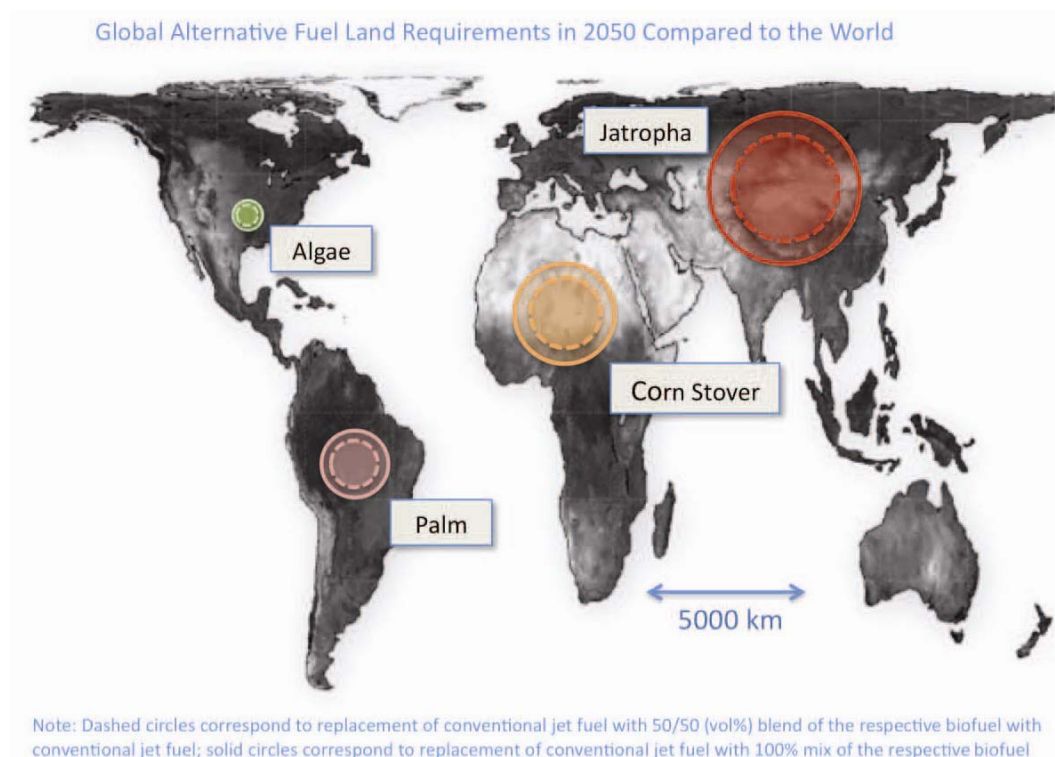 Global Alternative Fuel Land Requirements in 2050 Compared to the World
Jatropha
Algae
Corn Stover
Palm
5000 km
Note: Dashed circles correspond to replacement of conventional jet fuel with 50/50 (vol%) blend of the respective biofuel with
conventional jet fuel; solid circles correspond to replacement of conventional jet fuel with 100% mix of the respective biofuel